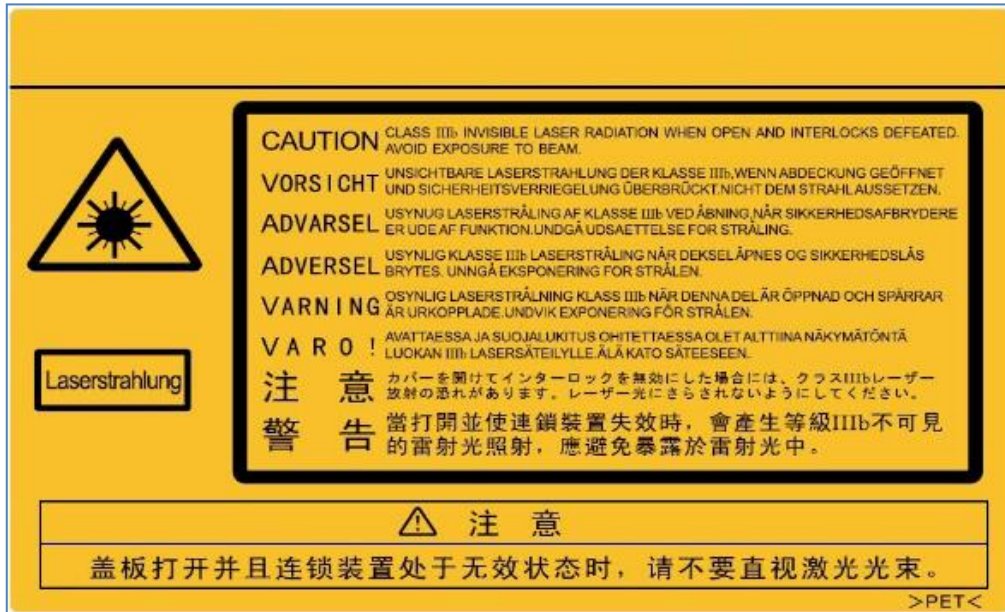 CAUTION CLASS IIIb INVISIBLE LASER RADIATION WHEN OPEN AND INTERLOCKS DEFEATED.
AVOID EXPOSURE TO BEAM.
VORSICHT UNSICHTBARE LASERSTRAHLUNG DER KLASSE IIIb,WENN ABDECKUNG GEÖFFNET
UND SICHERHEITSVERRIEGELUNG ÜBERBRÜCKT.NICHT DEM STRAHL AUSSETZEN.
ADVARSEL USYNUG LASERSTRÅLING AF KLASSE IIIb VED ÅBNING,NÅR SIKKERHEDSAFBRYDERE
ER UDE AF FUNKTION.UNDGÅ UDSAETTELSE FOR STRÅLING.
ADVERSEL USYNLIG KLASSE IIIb LASERSTRÅLING NÅR DEKSEL ÅPNES OG SIKKERHEDSLÅS
BRYTES. UNNGÅ EKSPONERING FOR STRÅLEN.
VARNING OSYNLIG LASERSTRÅLNING KLASS IIIb NÄR DENNA DEL ÄR ÖPPNAD OCH SPÄRRAR
ÄR URKOPPLADE.UNDVIK EXPONERING FÖR STRÅLEN.
VARO! AVATTAESSA JA SUOJALUKITUS OHITETTAESSA OLET ALTTIINA NÄKYMÄTÖNTÄ
LUOKAN IIIb LASERSÄTEILYLLE.ÄLÄ KATO SÄTEESEEN.
Laserstrahlung
注意 カバーを開けてインターロックを無効にした場合には、クラスIIIbレーザー
放射の恐れがあります。レーザー光にさらされないようにしてください。
警告 當打開並使連鎖裝置失效時，會產生等級IIIb不可見
的雷射光照射，應避免暴露於雷射光中。
注意
盖板打开并且连锁装置处于无效状态时，请不要直视激光光束。
>PET<